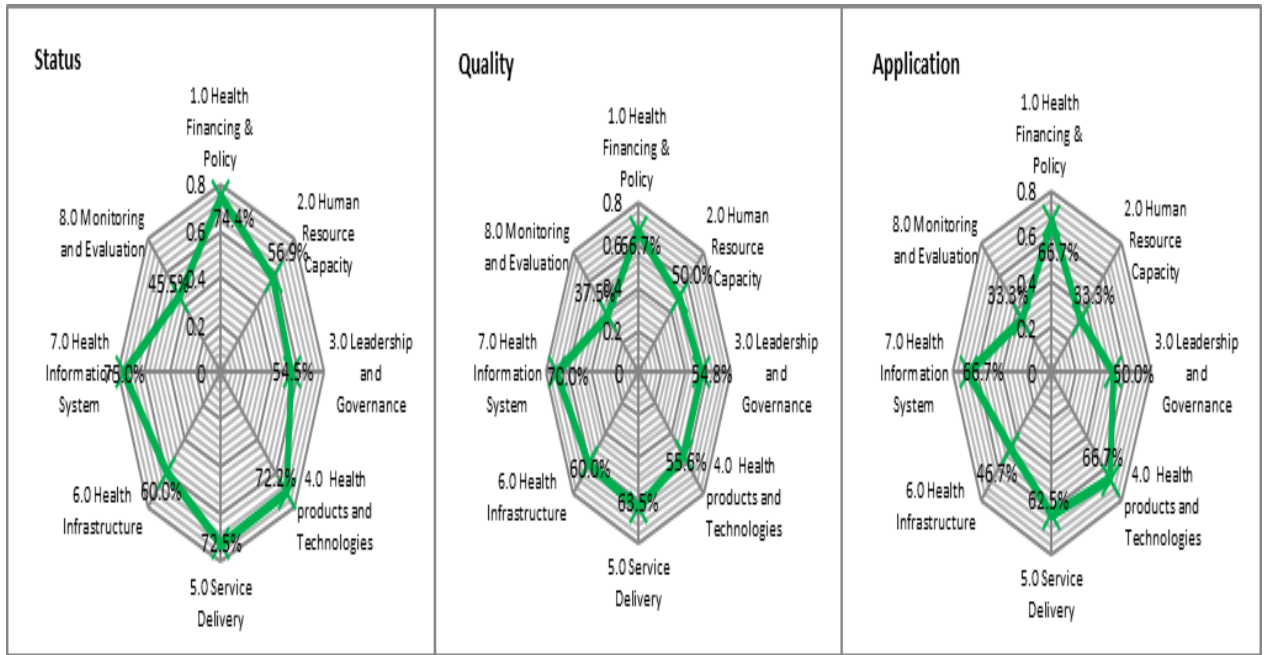 Status
1.0 Health
Financing &
Policy
0.8
74.4%
2.0 Human
Resource
Capacity
56.9%
0.6
8.0 Monitoring
and Evaluation
45.5%
0.4
0.2
0
7.0 Health
Information
System
75.0%
54.5%
3.0 Leadership
and
Governance
6.0 Health
Infrastructure
60.0%
72.2%
4.0 Health
products and
Technologies
72.5%
5.0 Service
Delivery
Quality
1.0 Health
Financing &
Policy
0.8
0.6
66.7%
2.0 Human
Resource
Capacity
50.0%
8.0 Monitoring
and Evaluation
37.5%
0.4
0.2
0
7.0 Health
Information
System
70.0%
54.8%
3.0 Leadership
and
Governance
6.0 Health
Infrastructure
60.0%
55.6%
4.0 Health
products and
Technologies
63.5%
5.0 Service
Delivery
Application
1.0 Health
Financing &
Policy
0.8
0.6
66.7%
2.0 Human
Resource
Capacity
33.3%
8.0 Monitoring
and Evaluation
33.3%
0.4
0.2
0
7.0 Health
Information
System
66.7%
50.0%
3.0 Leadership
and
Governance
6.0 Health
Infrastructure
46.7%
66.7%
4.0 Health
products and
Technologies
62.5%
5.0 Service
Delivery